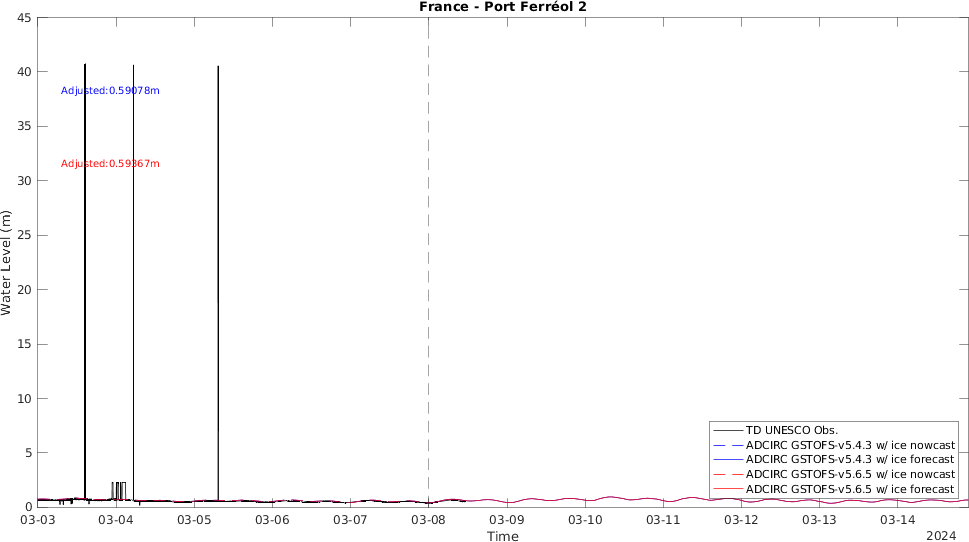 France - Port Ferréol 2
45
40
35
30
25
20
15
10
5
0
Water Level (m)
Adjusted:0.59078m
Adjusted:0.59367m
TD UNESCO Obs.
ADCIRC GSTOFS-v5.4.3 w/ ice nowcast
ADCIRC GSTOFS-v5.4.3 w/ ice forecast
ADCIRC GSTOFS-v5.6.5 w/ ice nowcast
ADCIRC GSTOFS-v5.6.5 w/ ice forecast
03-03 03-04 03-05 03-06 03-07 03-08 03-09 03-10 03-11 03-12 03-13 03-14
Time
2024